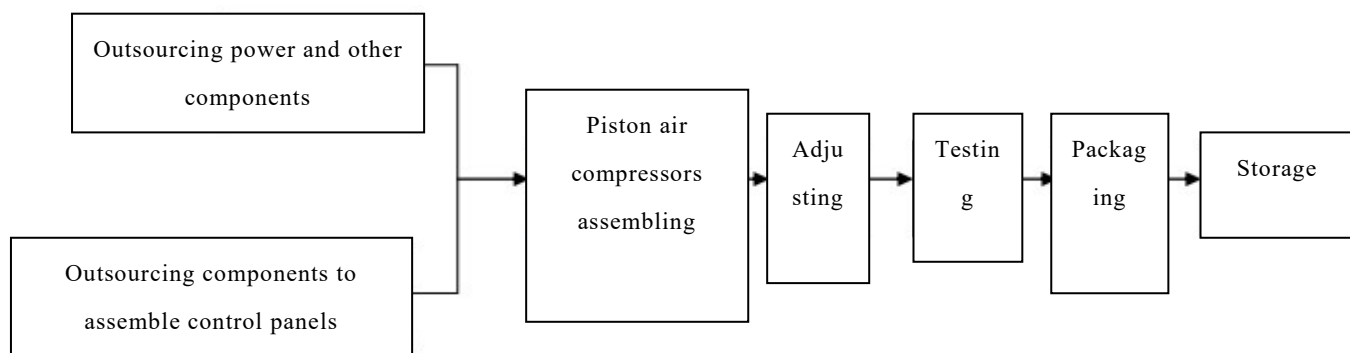 Outsourcing power and other
components
Outsourcing components to
assemble control panels
Piston air
compressors
assembling
Adju
sting
Testin
g
Packag
ing
Storage